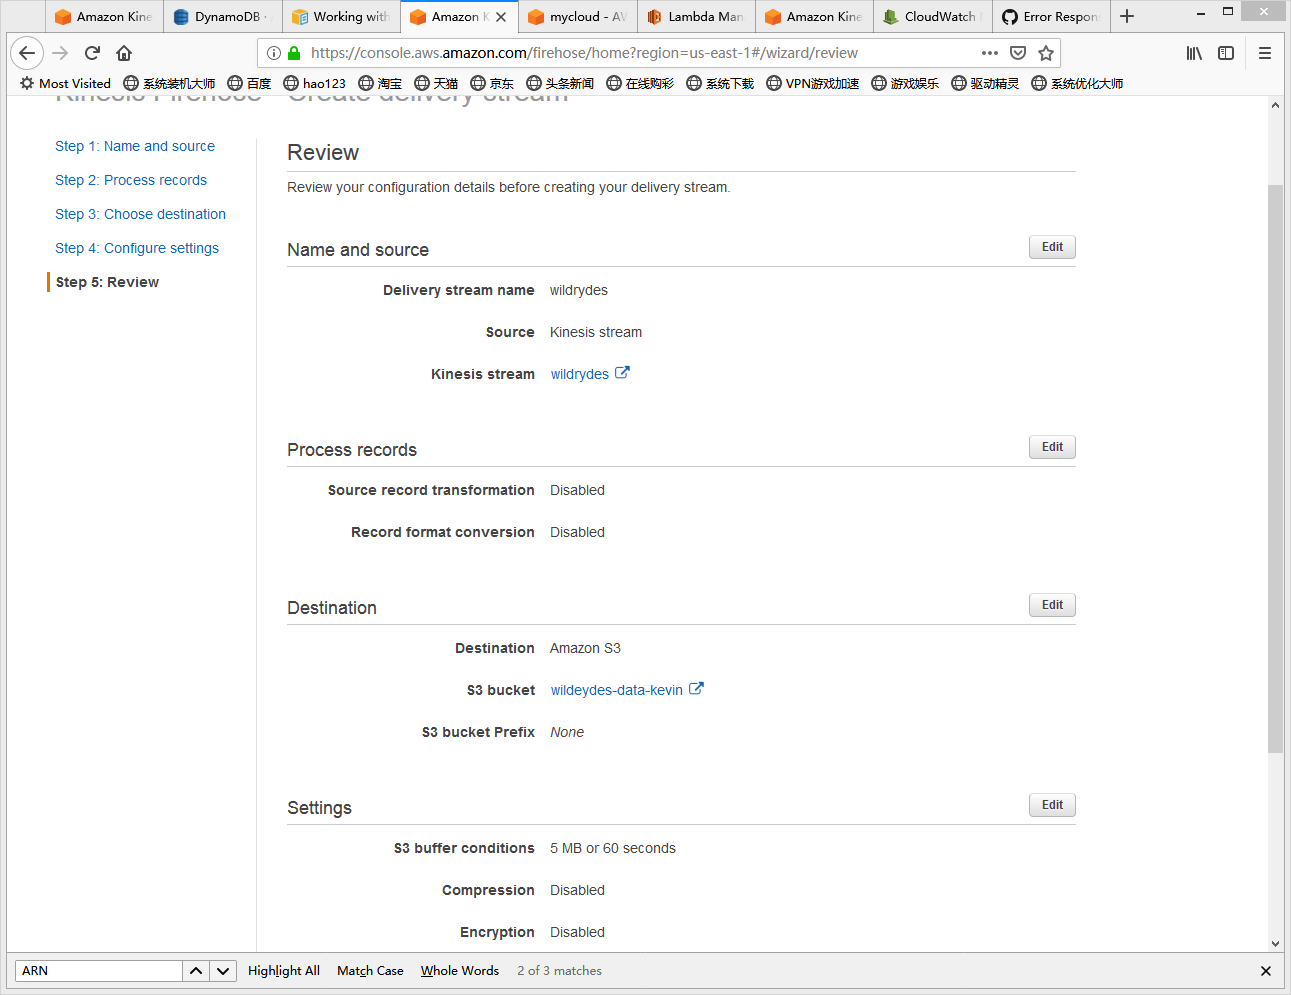 Amazon Kine
DynamoDB ·
Working with
Amazon K
mycloud - AV
Lambda Man
Amazon Kine
CloudWatch
Error Respon
https://console.aws.amazon.com/firehose/home?region=us-east-1#/wizard/review
Most Visited 系统装机大师 百度 hao123 淘宝 天猫 京东 头条新闻 在线购彩 系统下载 VPN游戏加速 游戏娱乐 驱动精灵 系统优化大师
Kinesis Firehose - Create delivery stream
Step 1: Name and source
Step 2: Process records
Step 3: Choose destination
Step 4: Configure settings
Step 5: Review
Review
Review your configuration details before creating your delivery stream.
Name and source Edit
Delivery stream name wildrydes
Source Kinesis stream
Kinesis stream wildrydes
Process records Edit
Source record transformation Disabled
Record format conversion Disabled
Destination Edit
Destination Amazon S3
S3 bucket wildeydes-data-kevin
S3 bucket Prefix None
Settings Edit
S3 buffer conditions 5 MB or 60 seconds
Compression Disabled
Encryption Disabled
ARN Highlight All Match Case Whole Words 2 of 3 matches